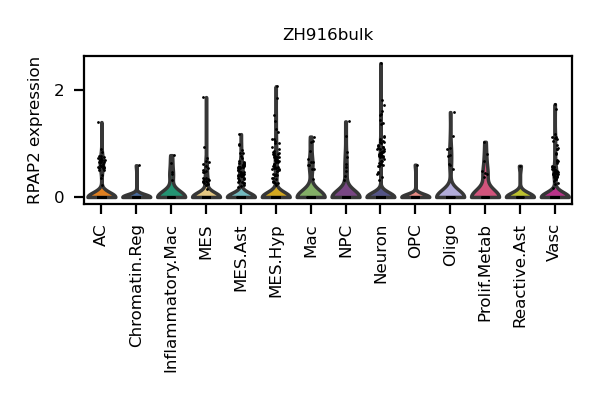 ZH916bulk
RPAP2 expression
2
0
AC
Chromatin.Reg
Inflammatory.Mac
MES
MES.Ast
MES.Hyp
Mac
NPC
Neuron
OPC
Oligo
Prolif.Metab
Reactive.Ast
Vasc